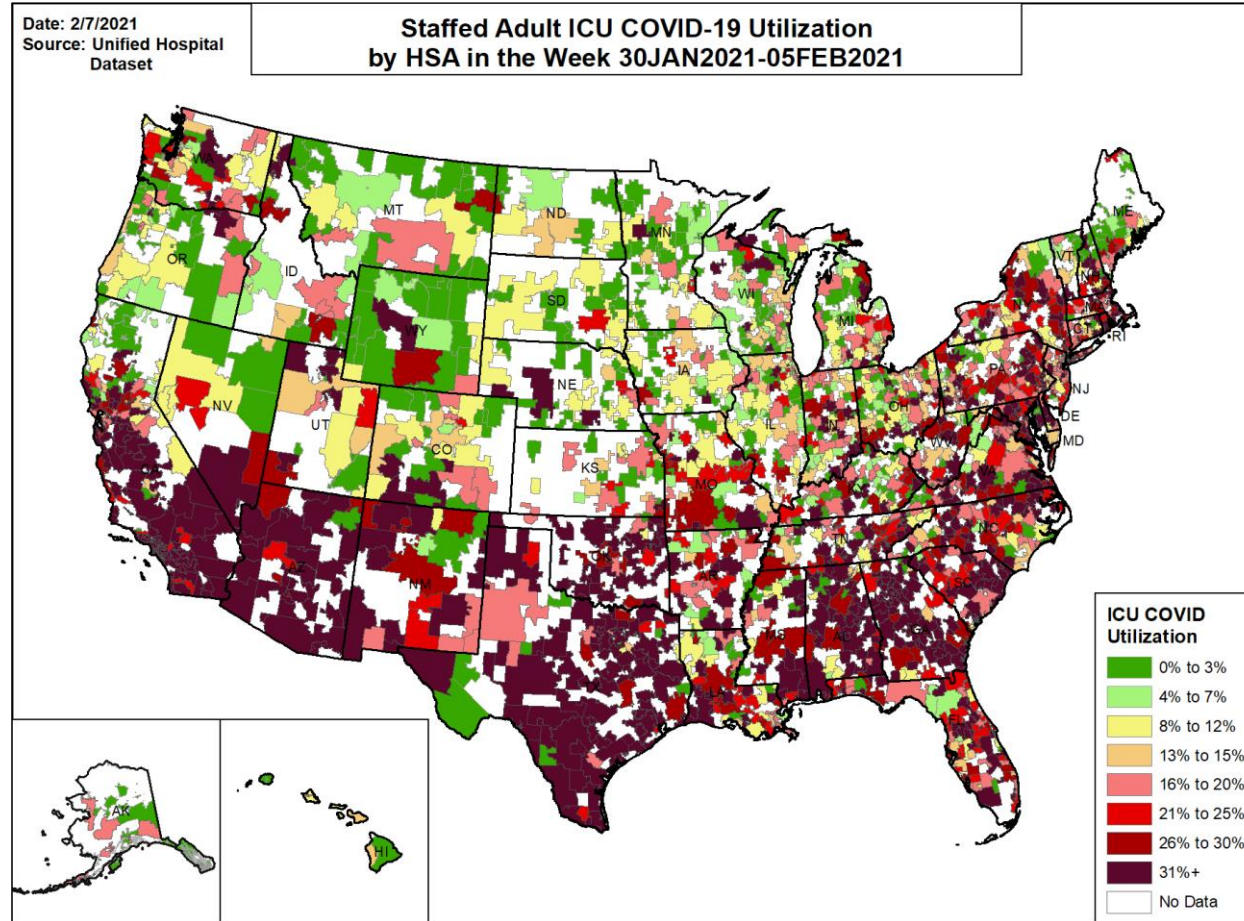 Date: 2/7/2021
Source: Unified Hospital
Dataset
Staffed Adult ICU COVID-19 Utilization
by HSA in the Week 30JAN2021-05FEB2021
WA
MT
ND
MN
ME
OR
ID
WY
SD
WI
MI
VT
NH
NY
CT
RI
NV
UT
CO
NE
IA
IL
IN
OH
PA
NJ
DE
MD
WV
VA
CA
KS
MO
KY
AZ
NM
OK
AR
TN
NC
SC
TX
LA
MS
AL
GA
FL
AK
HI
ICU COVID
Utilization
0% to 3%
4% to 7%
8% to 12%
13% to 15%
16% to 20%
21% to 25%
26% to 30%
31%+
No Data